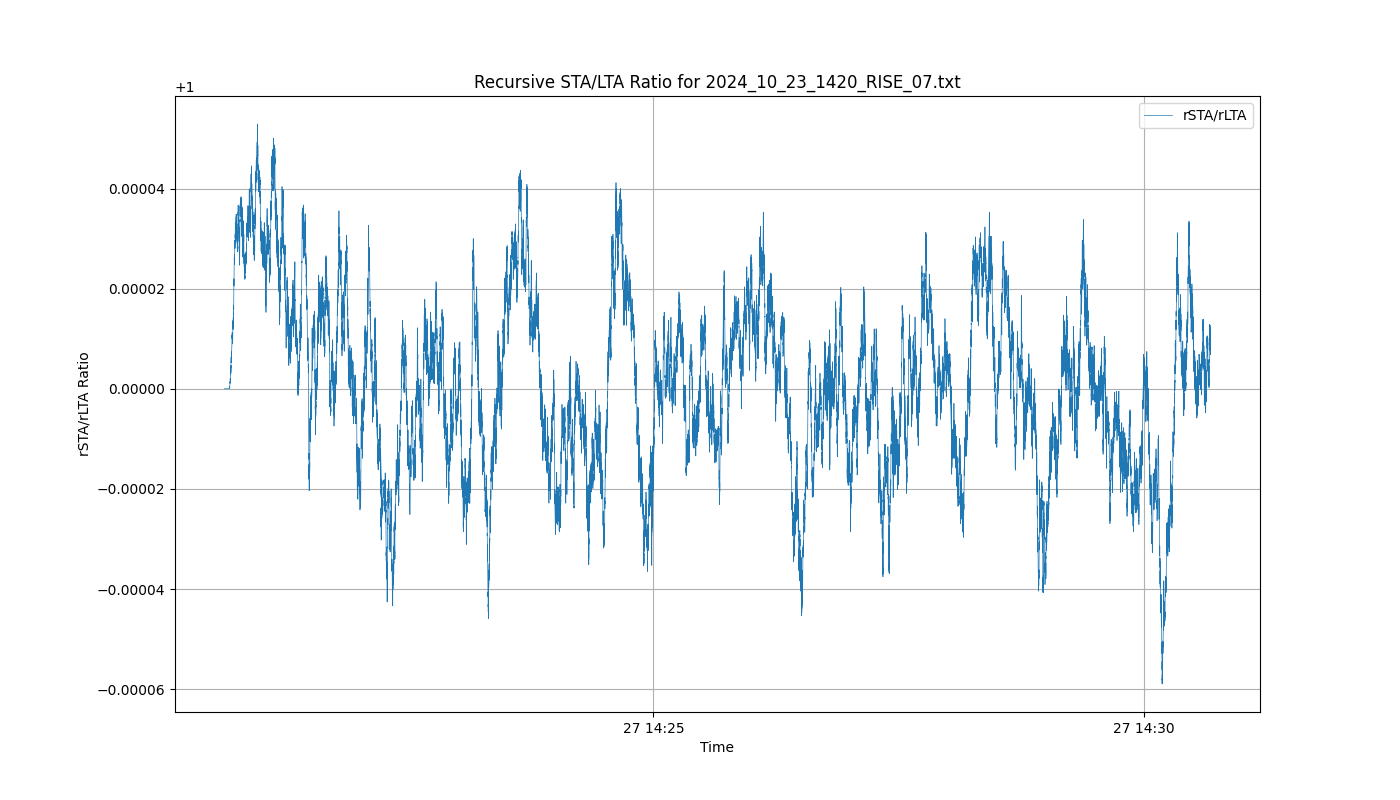 Recursive STA/LTA Ratio for 2024_10_23_1420_RISE_07.txt
+1
rSTA/rLTA
0.00004
0.00002
0.00000
−0.00002
−0.00004
−0.00006
rSTA/rLTA Ratio
27 14:25
27 14:30
Time